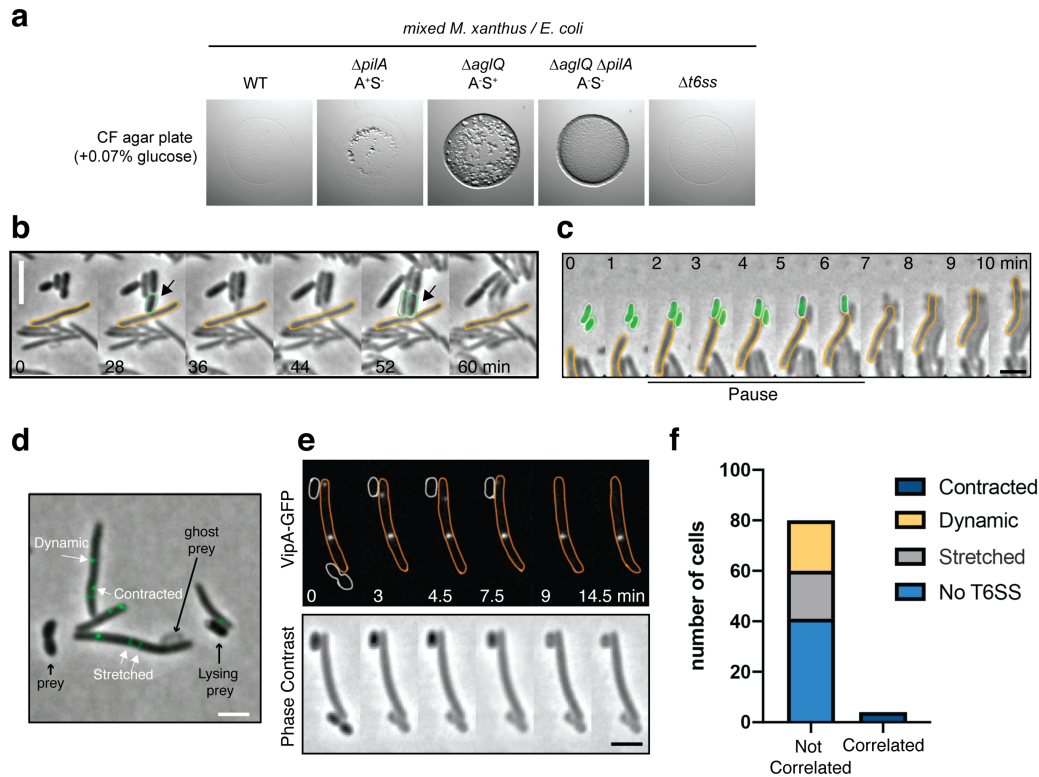 a
mixed M. xanthus / E. coli
WT
ΔpilA
A⁺S⁻
ΔaglQ
A⁻S⁺
ΔaglQ ΔpilA
A⁻S⁻
Δt6ss
CF agar plate
(+0.07% glucose)
b
0 28 36 44 52 60 min
c
0 1 2 3 4 5 6 7 8 9 10 min
Pause
d
Dynamic
ghost
prey
Contracted
prey
Stretched
Lysing
prey
e
VipA-GFP
0 3 4.5 7.5 9 14.5 min
Phase Contrast
f
number of cells
100
80
60
40
20
0
Not
Correlated
Correlated
Contracted
Dynamic
Stretched
No T6SS